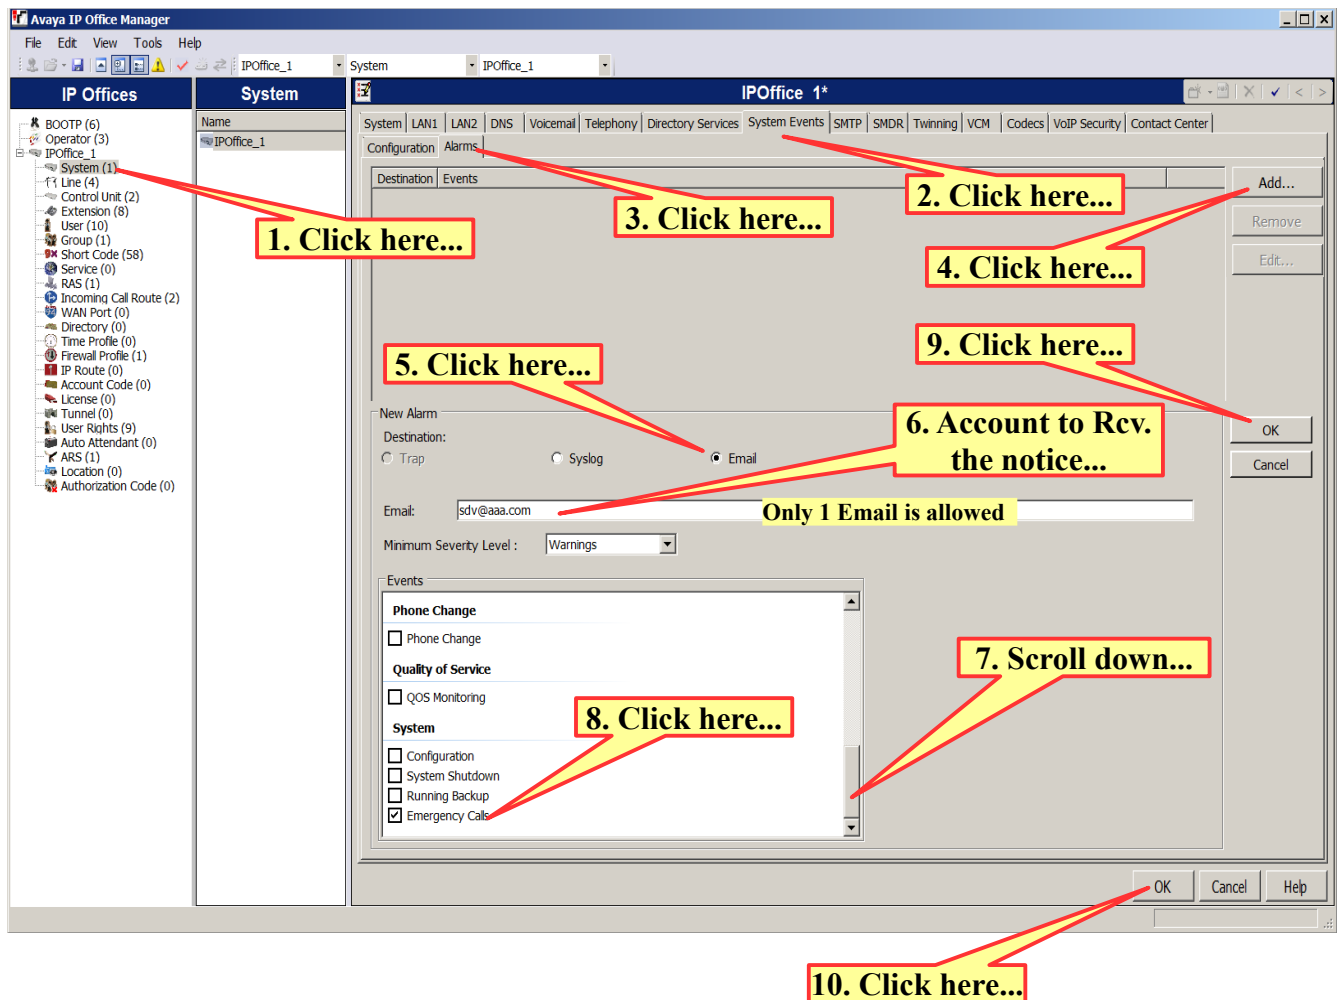 Avaya IP Office Manager
File Edit View Tools Help
IPOffice_1 System IPOffice_1
IP Offices
System
IPOffice 1*
BOOTP (6)
Operator (3)
IPOffice_1
System (1)
Line (4)
Control Unit (2)
Extension (8)
User (10)
Group (1)
Short Code (58)
Service (0)
RAS (1)
Incoming Call Route (2)
WAN Port (0)
Directory (0)
Time Profile (0)
Firewall Profile (1)
IP Route (0)
Account Code (0)
License (0)
Tunnel (0)
User Rights (9)
Auto Attendant (0)
ARS (1)
Location (0)
Authorization Code (0)
Name
IPOffice_1
System LAN1 LAN2 DNS Voicemail Telephony Directory Services System Events SMTP SMDR Twinning VCM Codecs VoIP Security Contact Center
Configuration Alarms
Destination Events
Add...
Remove
Edit...
1. Click here...
2. Click here...
3. Click here...
4. Click here...
5. Click here...
9. Click here...
New Alarm
6. Account to Rcv.
the notice...
OK
Cancel
Destination:
Trap Syslog Email
Email: sdv@aaa.com
Only 1 Email is allowed
Minimum Severity Level : Warnings
Events
Phone Change
Phone Change
Quality of Service
QOS Monitoring
System
Configuration
System Shutdown
Running Backup
Emergency Calls
7. Scroll down...
8. Click here...
OK Cancel Help
10. Click here...